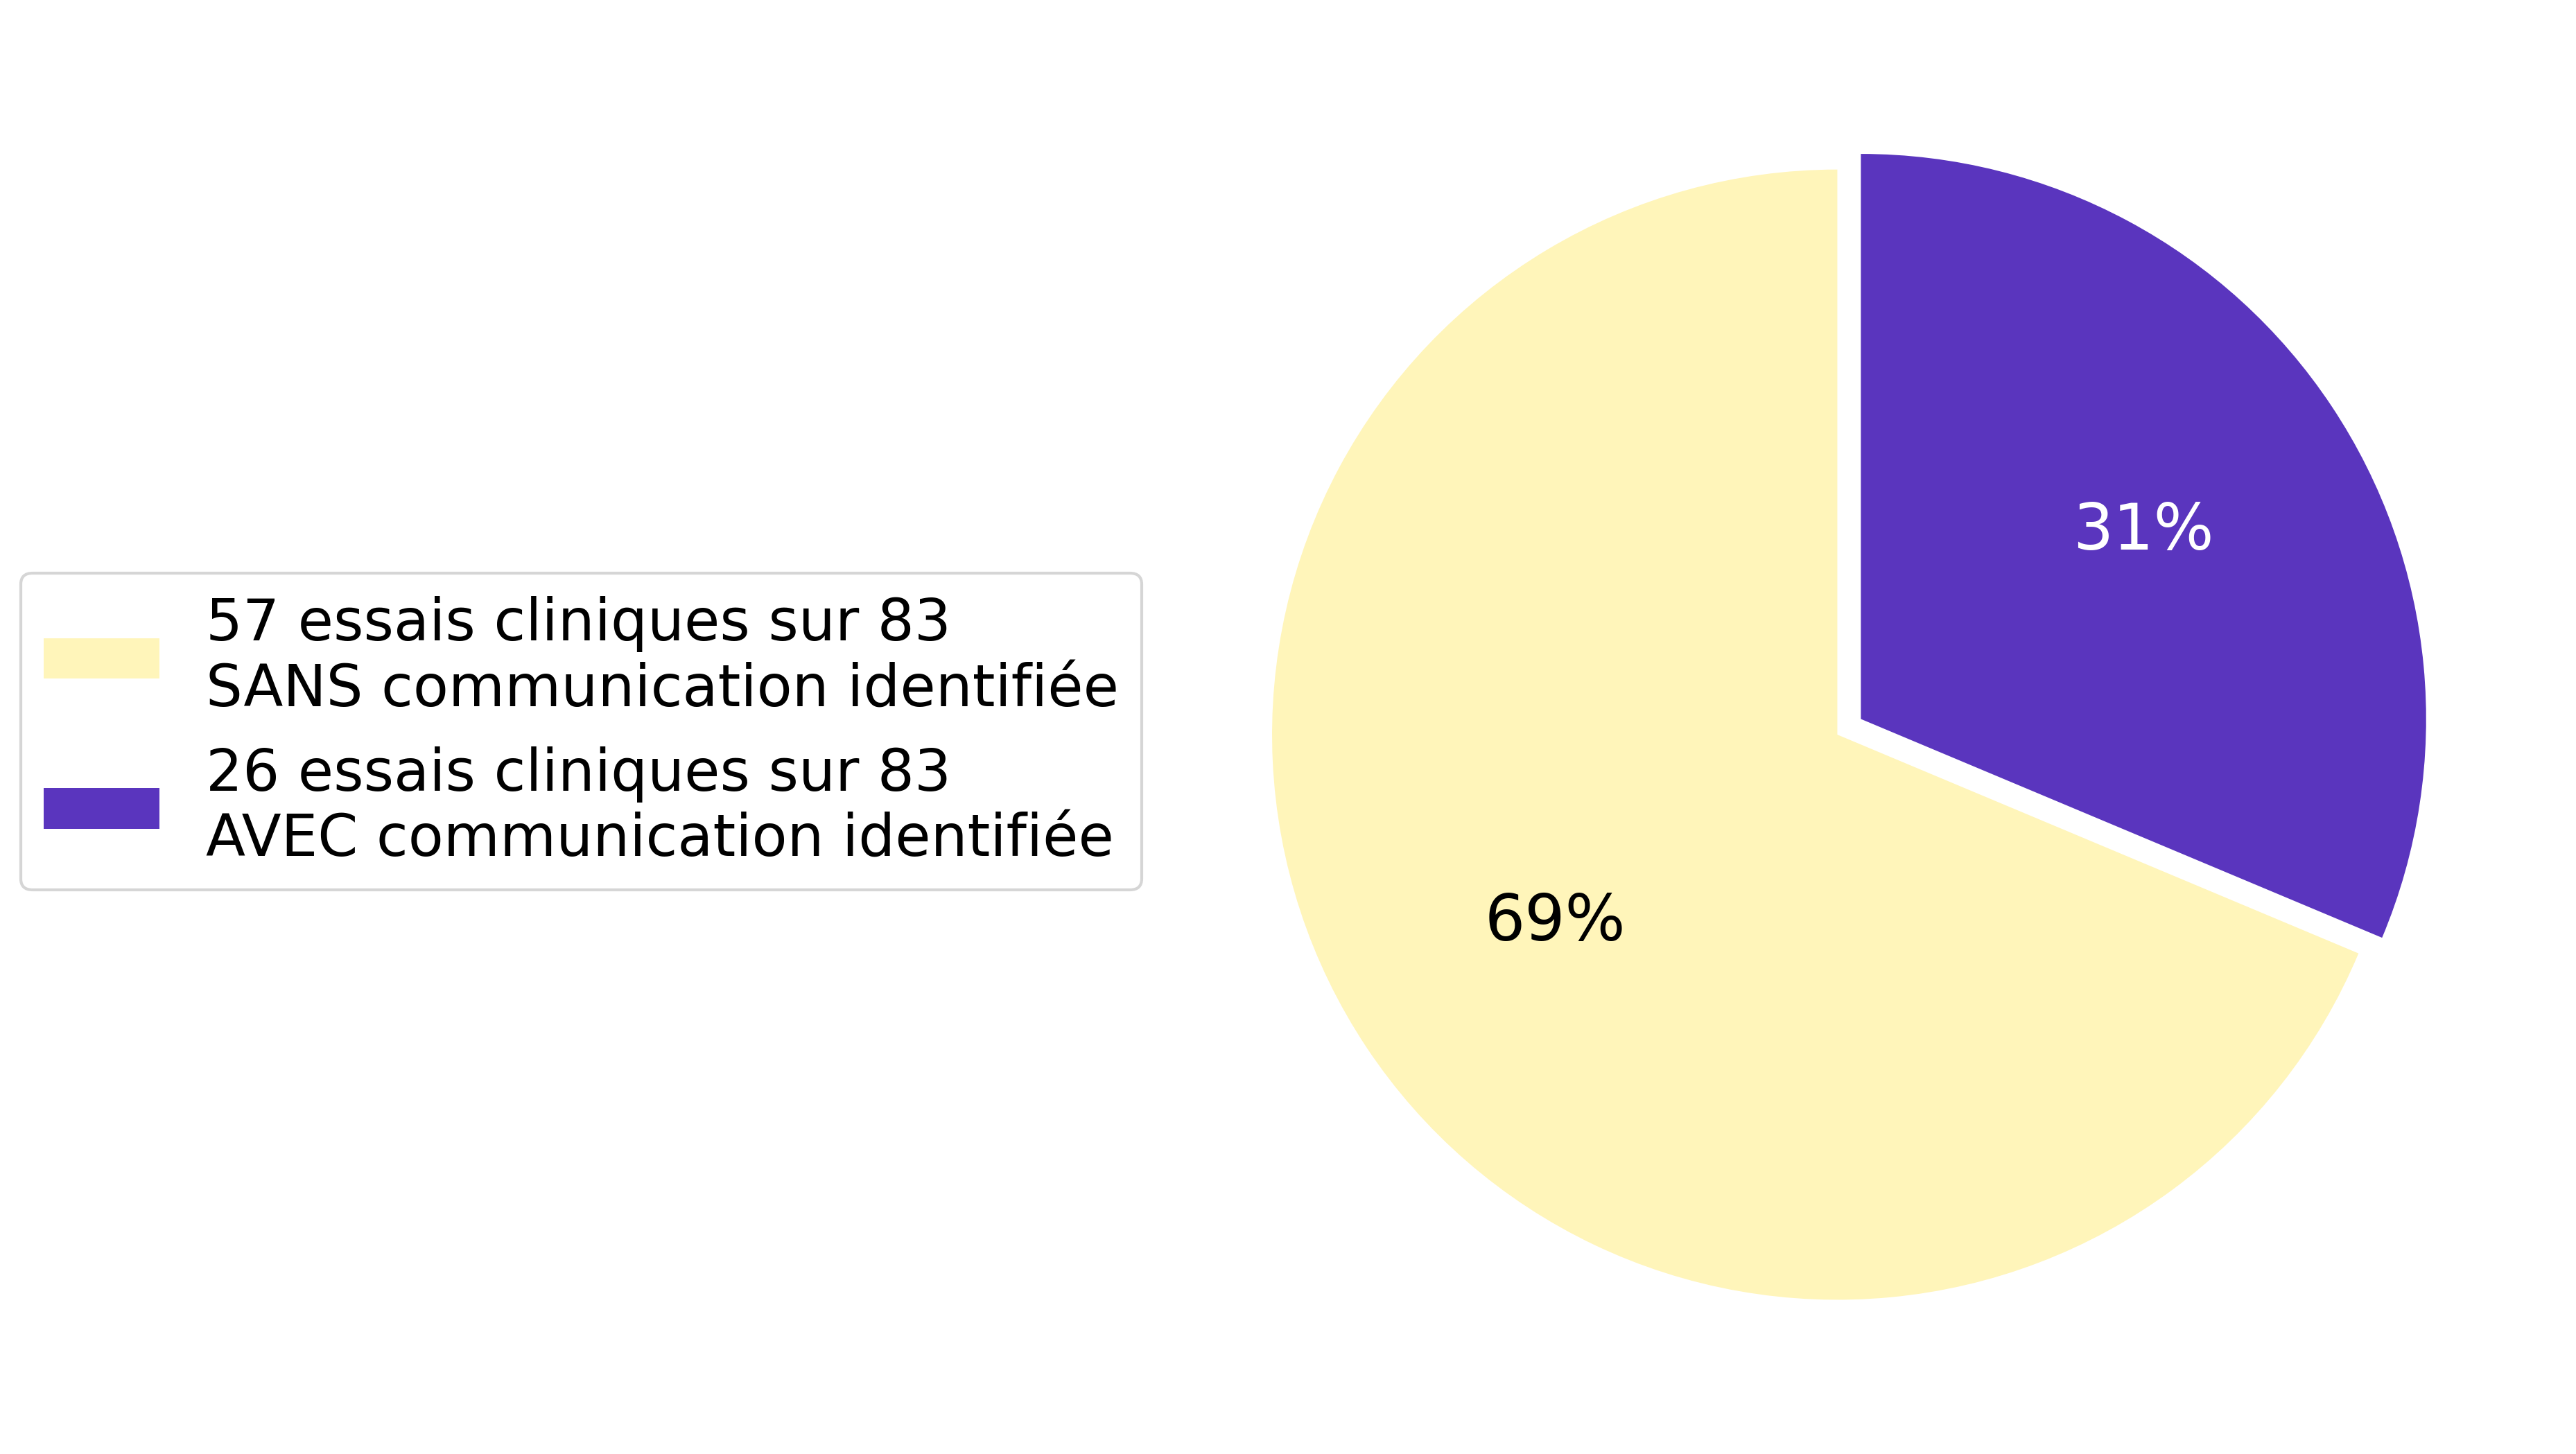 57 essais cliniques sur 83
SANS communication identifiée
26 essais cliniques sur 83
AVEC communication identifiée
31%
69%